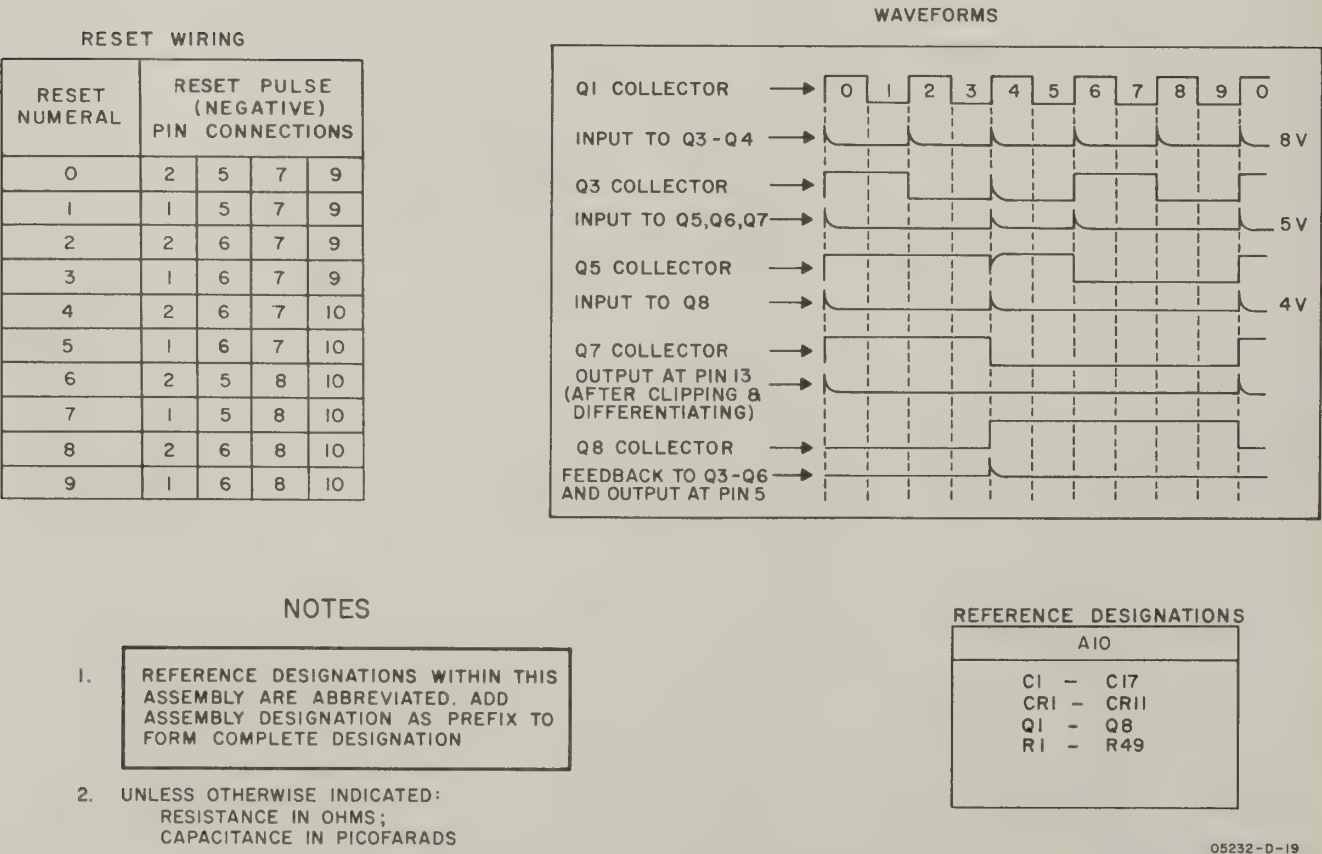 RESET WIRING
RESET NUMERAL
RESET PULSE (NEGATIVE) PIN CONNECTIONS
0 2 5 7 9
1 1 5 7 9
2 2 6 7 9
3 1 6 7 9
4 2 6 7 10
5 1 6 7 10
6 2 5 8 10
7 1 5 8 10
8 2 6 8 10
9 1 6 8 10
WAVEFORMS
Q1 COLLECTOR
0 1 2 3 4 5 6 7 8 9 0
INPUT TO Q3-Q4
8V
Q3 COLLECTOR
INPUT TO Q5,Q6,Q7
5V
Q5 COLLECTOR
INPUT TO Q8
4V
Q7 COLLECTOR
OUTPUT AT PIN 13
(AFTER CLIPPING &
DIFFERENTIATING)
Q8 COLLECTOR
FEEDBACK TO Q3-Q6
AND OUTPUT AT PIN 5
NOTES
1. REFERENCE DESIGNATIONS WITHIN THIS
ASSEMBLY ARE ABBREVIATED. ADD
ASSEMBLY DESIGNATION AS PREFIX TO
FORM COMPLETE DESIGNATION
2. UNLESS OTHERWISE INDICATED:
RESISTANCE IN OHMS;
CAPACITANCE IN PICOFARADS
REFERENCE DESIGNATIONS
A10
C1 - C17
CR1 - CR11
Q1 - Q8
R1 - R49
05232-D-19